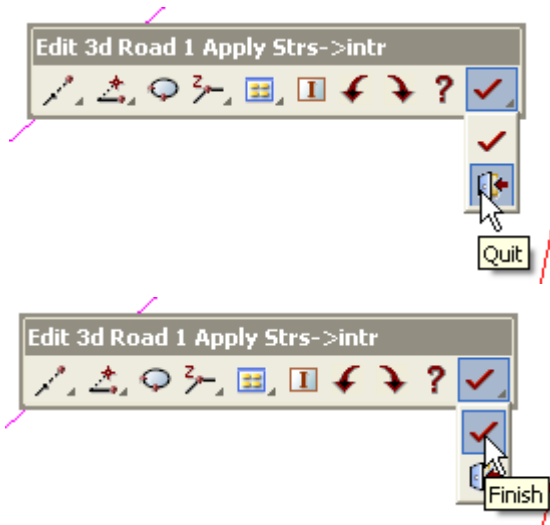 Edit 3d Road 1 Apply Strs->intr
Z
I
?
Quit
Edit 3d Road 1 Apply Strs->intr
Z
I
?
Finish